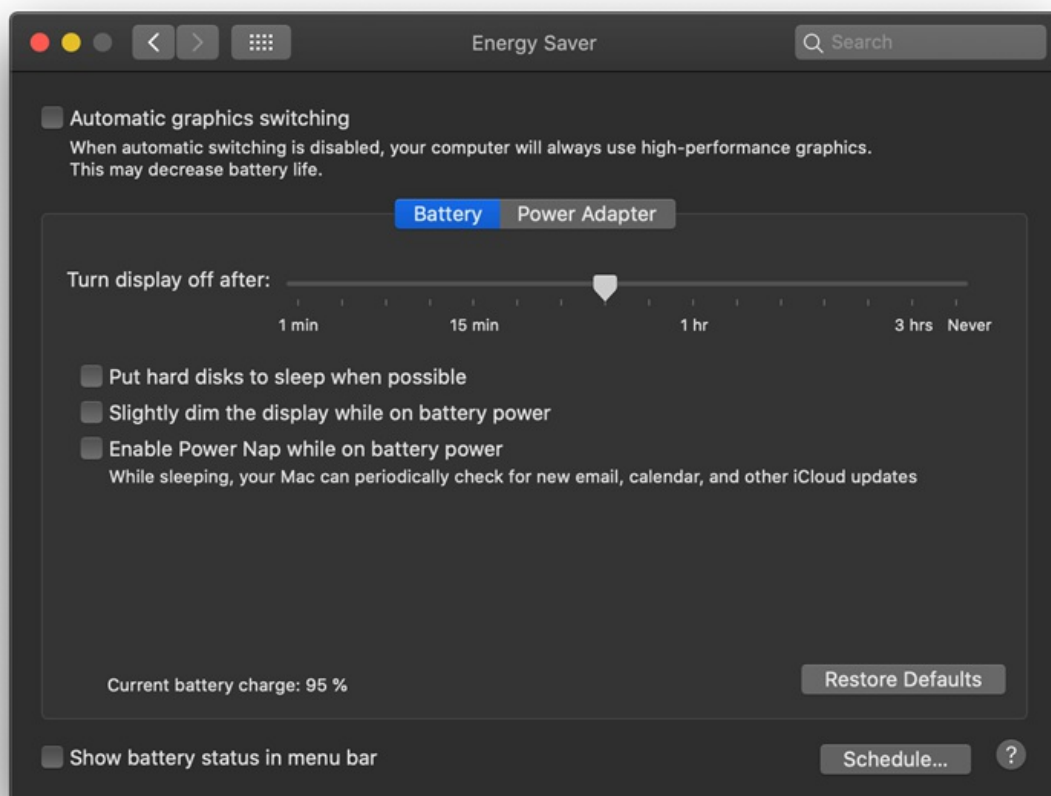 Energy Saver
Search
Automatic graphics switching
When automatic switching is disabled, your computer will always use high-performance graphics.
This may decrease battery life.
Battery Power Adapter
Turn display off after:
1 min 15 min 1 hr 3 hrs Never
Put hard disks to sleep when possible
Slightly dim the display while on battery power
Enable Power Nap while on battery power
While sleeping, your Mac can periodically check for new email, calendar, and other iCloud updates
Current battery charge: 95 %
Restore Defaults
Show battery status in menu bar
Schedule... ?